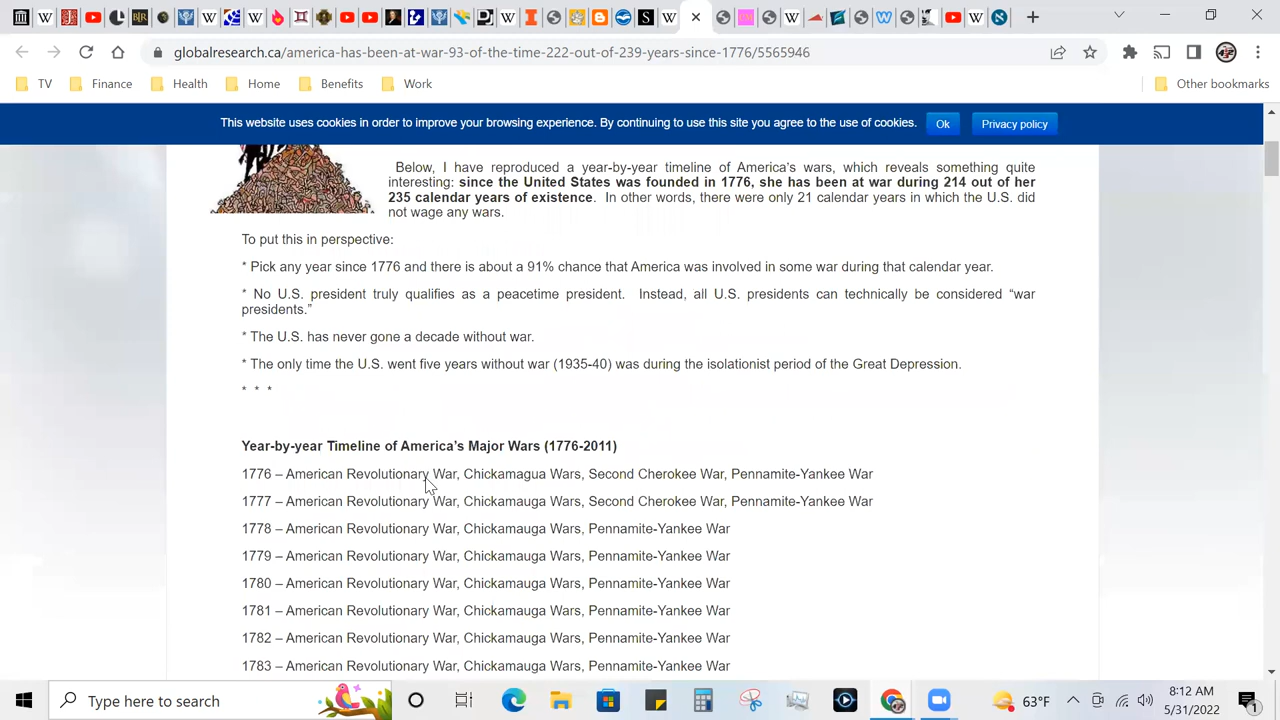 globalresearch.ca/america-has-been-at-war-93-of-the-time-222-out-of-239-years-since-1776/5565946
TV Finance Health Home Benefits Work Other bookmarks
This website uses cookies in order to improve your browsing experience. By continuing to use this site you agree to the use of cookies. Ok Privacy policy
Below, I have reproduced a year-by-year timeline of America's wars, which reveals something quite
interesting: since the United States was founded in 1776, she has been at war during 214 out of her
235 calendar years of existence. In other words, there were only 21 calendar years in which the U.S. did
not wage any wars.
To put this in perspective:
* Pick any year since 1776 and there is about a 91% chance that America was involved in some war during that calendar year.
* No U.S. president truly qualifies as a peacetime president. Instead, all U.S. presidents can technically be considered "war
presidents."
* The U.S. has never gone a decade without war.
* The only time the U.S. went five years without war (1935-40) was during the isolationist period of the Great Depression.
* * *
Year-by-year Timeline of America's Major Wars (1776-2011)
1776 – American Revolutionary War, Chickamagua Wars, Second Cherokee War, Pennamite-Yankee War
1777 – American Revolutionary War, Chickamauga Wars, Second Cherokee War, Pennamite-Yankee War
1778 – American Revolutionary War, Chickamauga Wars, Pennamite-Yankee War
1779 – American Revolutionary War, Chickamauga Wars, Pennamite-Yankee War
1780 – American Revolutionary War, Chickamauga Wars, Pennamite-Yankee War
1781 – American Revolutionary War, Chickamauga Wars, Pennamite-Yankee War
1782 – American Revolutionary War, Chickamauga Wars, Pennamite-Yankee War
1783 – American Revolutionary War, Chickamauga Wars, Pennamite-Yankee War
Type here to search
63°F
8:12 AM
5/31/2022
1